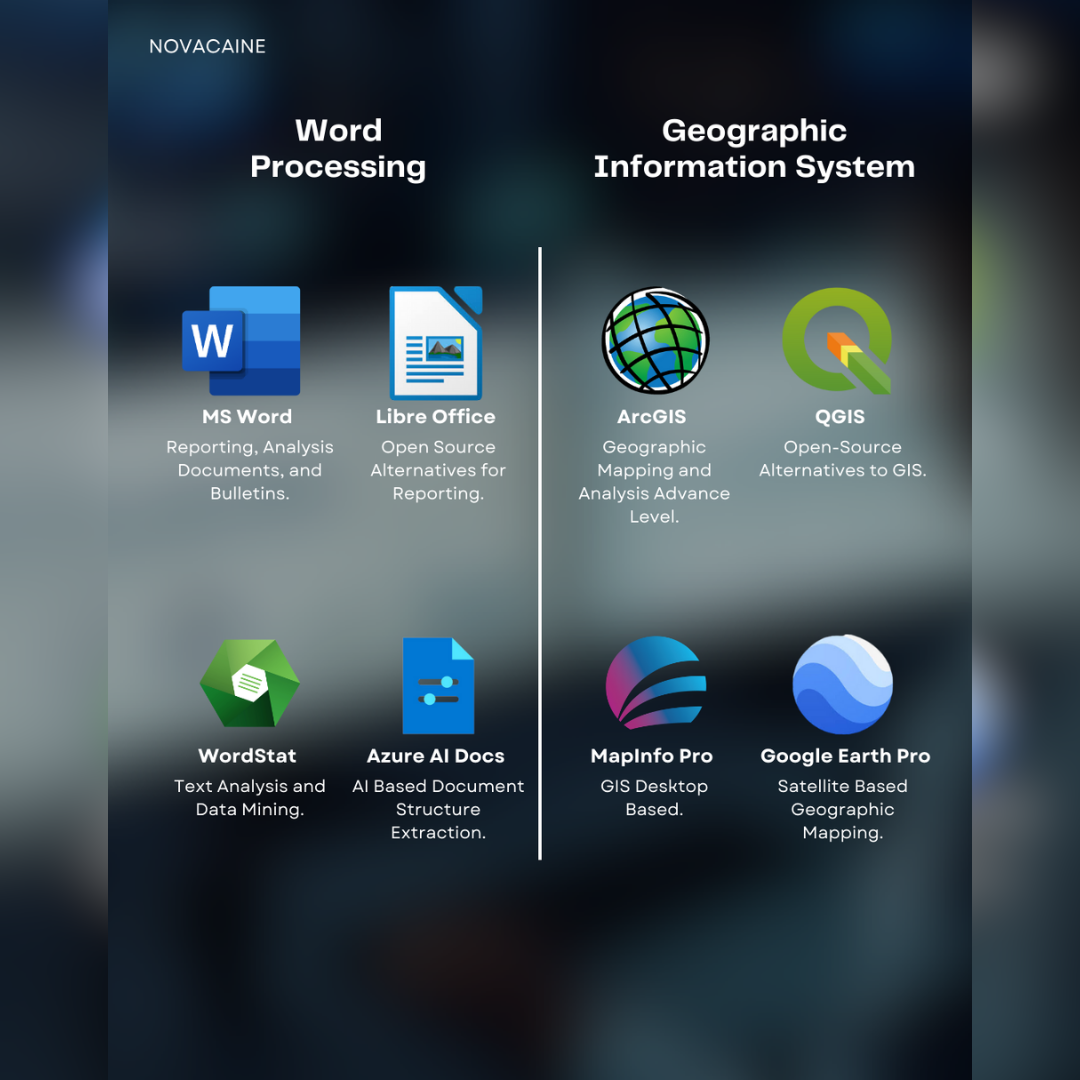 NOVACAINE
Word
Processing
Geographic
Information System
W
MS Word
Reporting, Analysis
Documents, and
Bulletins.
Libre Office
Open Source
Alternatives for
Reporting.
ArcGIS
Geographic
Mapping and
Analysis Advance
Level.
QGIS
Open-Source
Alternatives to GIS.
WordStat
Text Analysis and
Data Mining.
Azure AI Docs
AI Based Document
Structure
Extraction.
MapInfo Pro
GIS Desktop
Based.
Google Earth Pro
Satellite Based
Geographic
Mapping.